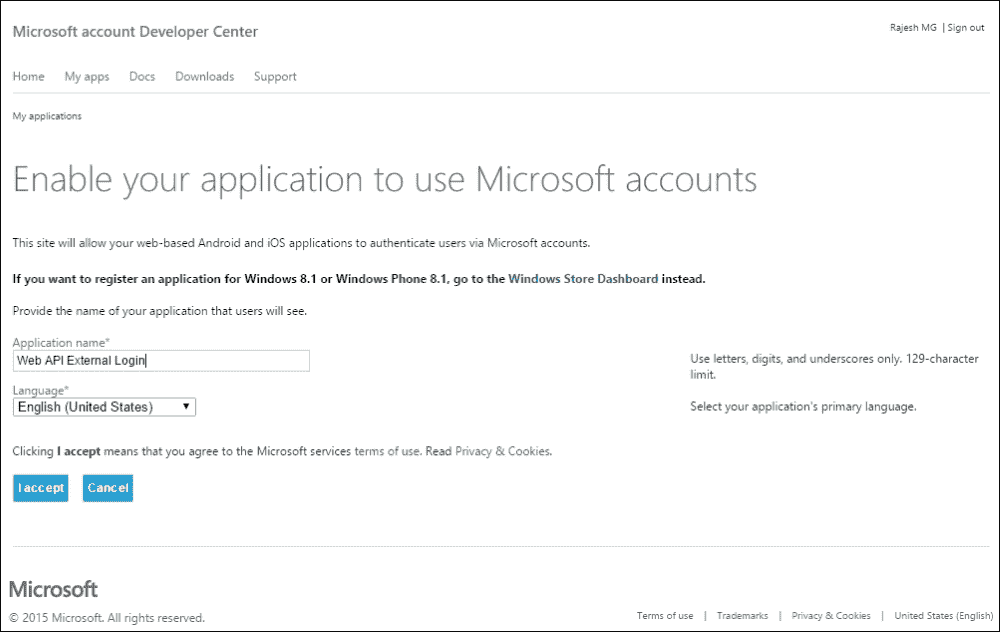 Microsoft account Developer Center
Rajesh MG | Sign out
Home My apps Docs Downloads Support
My applications
Enable your application to use Microsoft accounts
This site will allow your web-based Android and iOS applications to authenticate users via Microsoft accounts.
If you want to register an application for Windows 8.1 or Windows Phone 8.1, go to the Windows Store Dashboard instead.
Provide the name of your application that users will see.
Application name*
Web API External Login
Use letters, digits, and underscores only. 129-character
limit.
Language*
English (United States)
Select your application's primary language.
Clicking I accept means that you agree to the Microsoft services terms of use. Read Privacy & Cookies.
I accept Cancel
Microsoft
© 2015 Microsoft. All rights reserved.
Terms of use | Trademarks | Privacy & Cookies | United States (English)